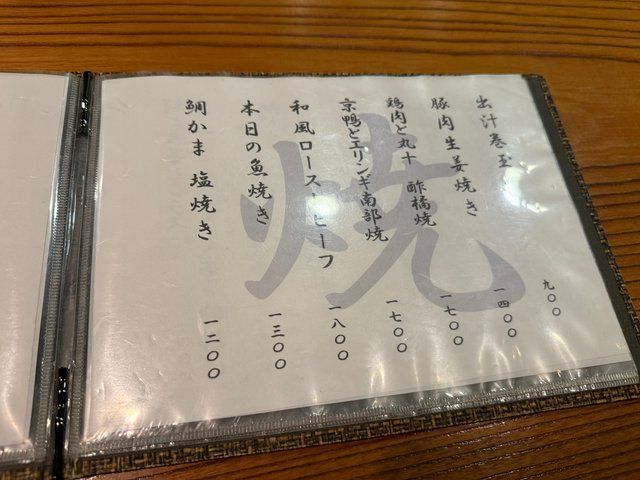 出汁巻玉 九〇〇
豚肉生姜焼き 一四〇〇
鶏肉と丸十 酢橘焼 一七〇〇
京鴨とエリンギ南部焼 一七〇〇
和風ローストビーフ 一八〇〇
本日の魚焼き 一三〇〇
鯛かま 塩焼き 一二〇〇
焼